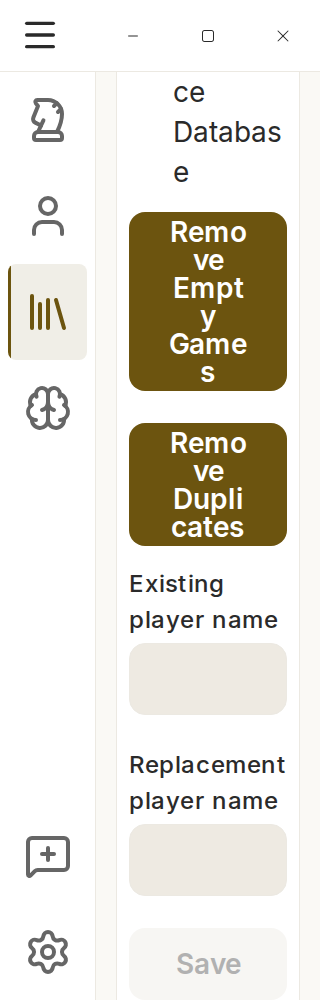 ce
Databas
e
Remo
ve
Empt
y
Game
s
Remo
ve
Dupli
cates
Existing
player name
Replacement
player name
Save